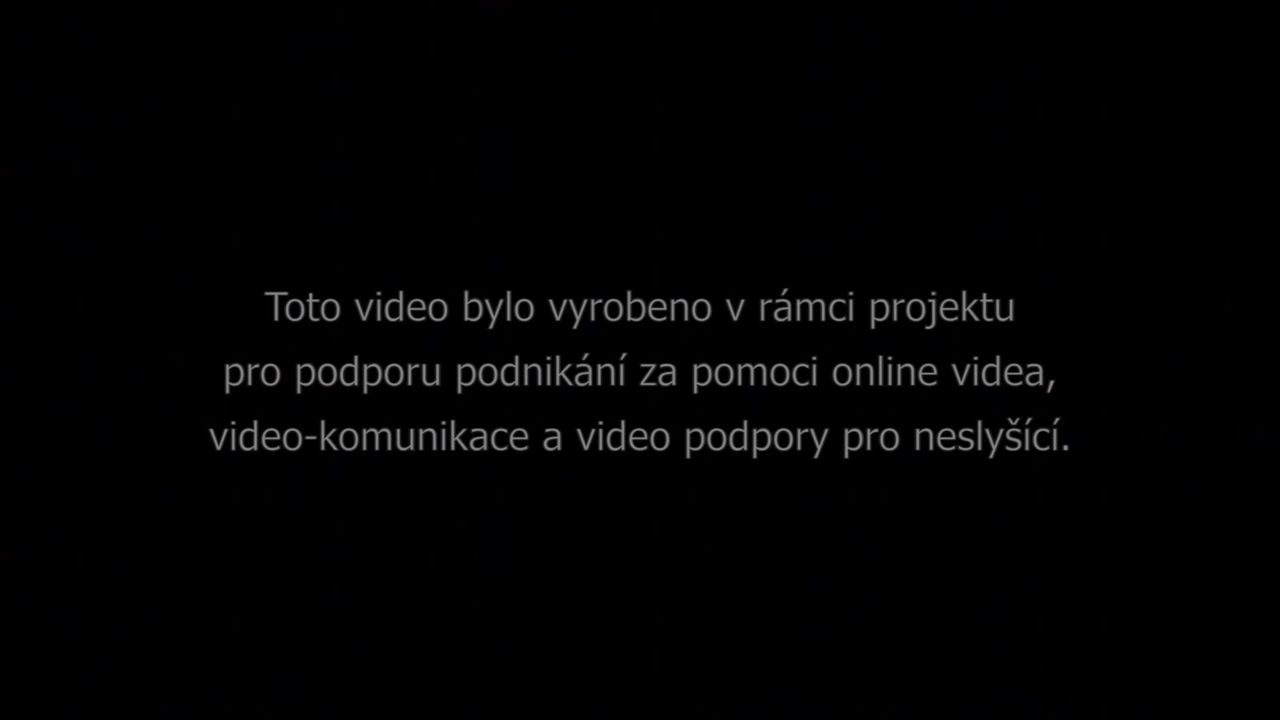 Toto video bylo vyrobeno v rámci projektu
pro podporu podnikání za pomoci online videa,
video-komunikace a video podpory pro neslyšící.